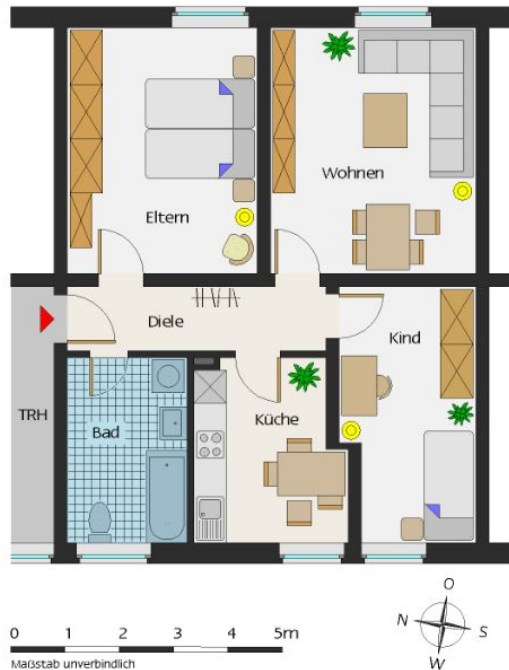 Wohnen
Eltern
Diele
Kind
TRH
Bad
Küche
O
N
S
W
0 1 2 3 4 5m
Maßstab unverbindlich